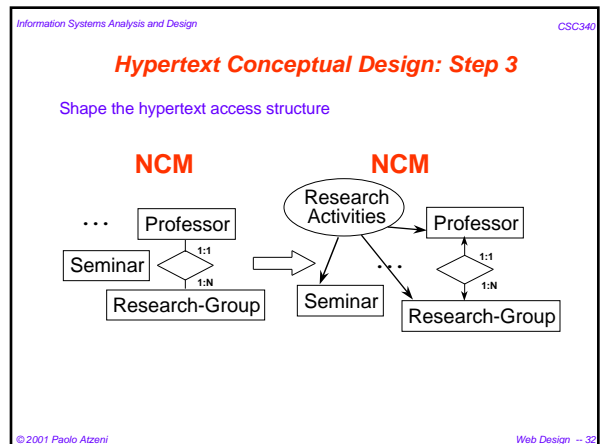 Information Systems Analysis and Design
CSC340
Hypertext Conceptual Design: Step 3
Shape the hypertext access structure
NCM
NCM
...
Professor
1:1
Seminar
1:N
Research-Group
Research
Activities
Professor
1:1
...
1:N
Seminar
Research-Group
© 2001 Paolo Atzeni
Web Design -- 32